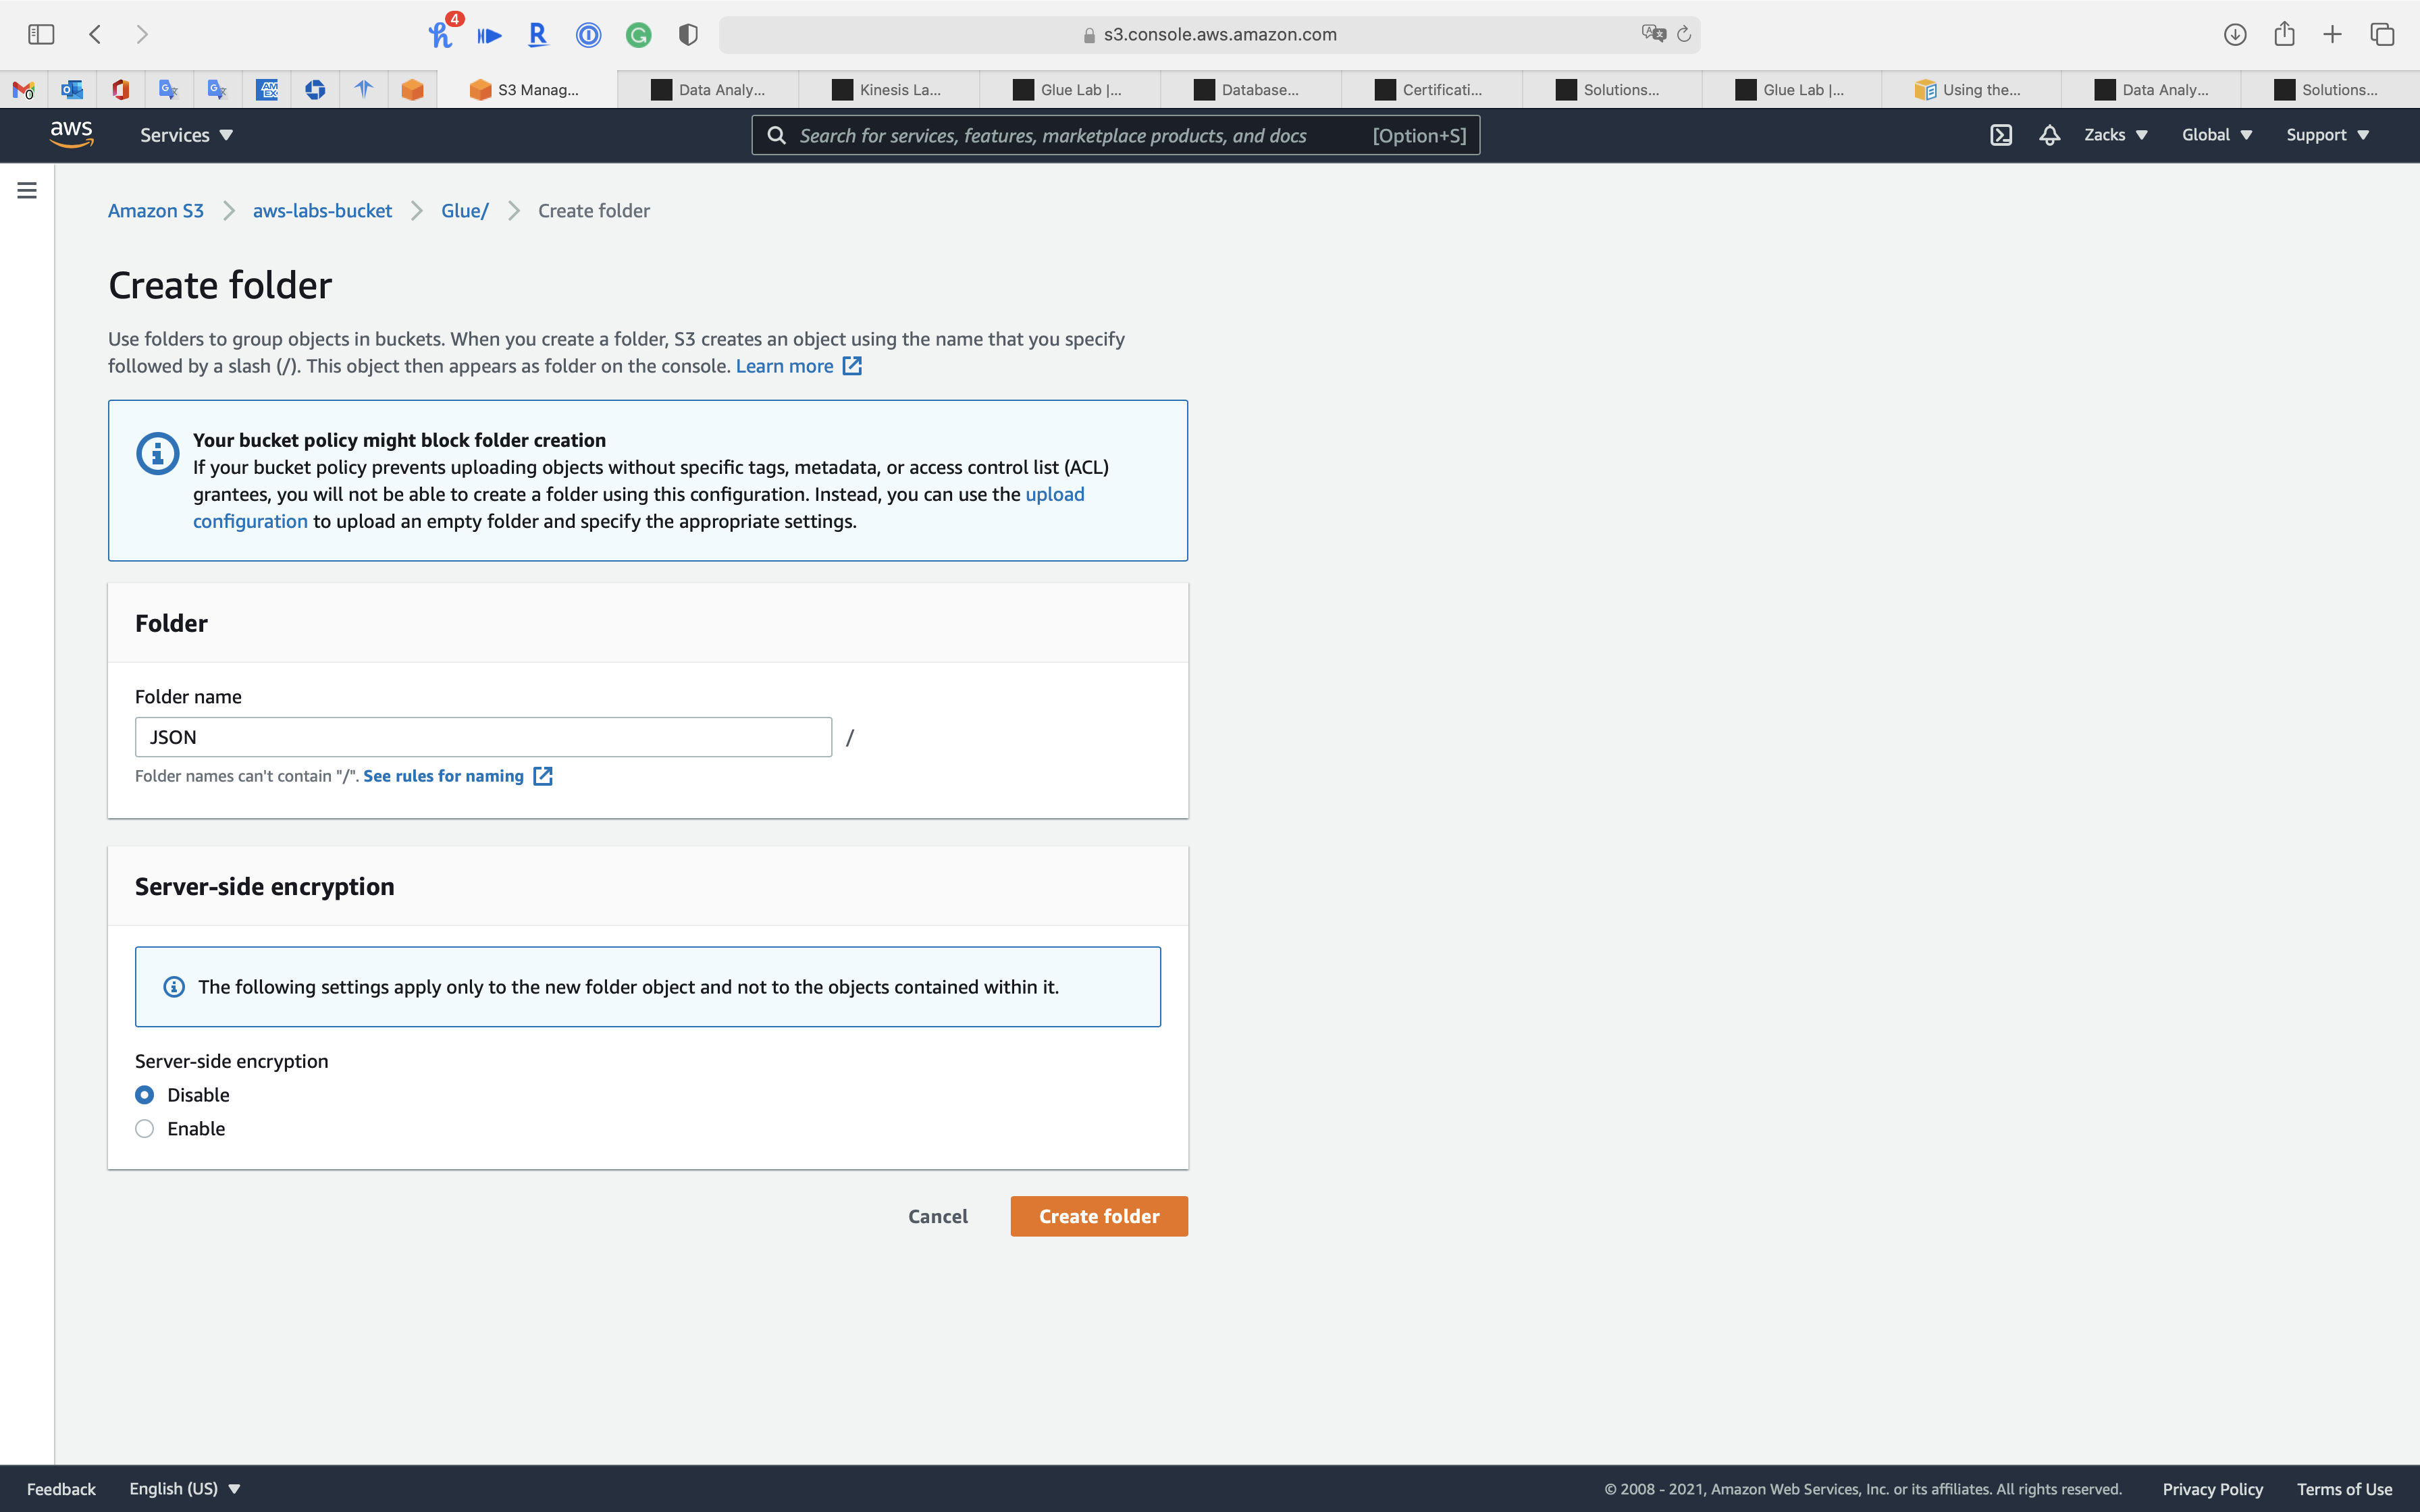 4
s3.console.aws.amazon.com
S3 Manag...
Data Analy...
Kinesis La...
Glue Lab |...
Database...
Certificati...
Solutions...
Glue Lab |...
Using the...
Data Analy...
Solutions...
aws
Services
Search for services, features, marketplace products, and docs
[Option+S]
Zacks
Global
Support
Amazon S3
aws-labs-bucket
Glue/
Create folder
Create folder
Use folders to group objects in buckets. When you create a folder, S3 creates an object using the name that you specify
followed by a slash (/). This object then appears as folder on the console. Learn more
Your bucket policy might block folder creation
If your bucket policy prevents uploading objects without specific tags, metadata, or access control list (ACL)
grantees, you will not be able to create a folder using this configuration. Instead, you can use the upload
configuration to upload an empty folder and specify the appropriate settings.
Folder
Folder name
JSON /
Folder names can't contain "/". See rules for naming
Server-side encryption
The following settings apply only to the new folder object and not to the objects contained within it.
Server-side encryption
Disable
Enable
Cancel
Create folder
Feedback
English (US)
© 2008 - 2021, Amazon Web Services, Inc. or its affiliates. All rights reserved.
Privacy Policy
Terms of Use